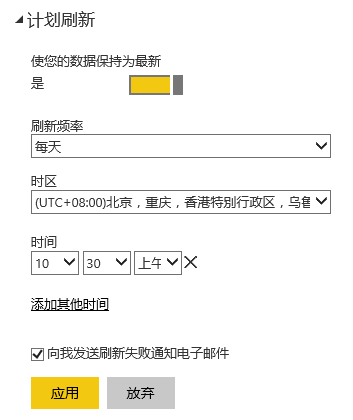 计划刷新
使您的数据保持为最新
是
刷新频率
每天
时区
(UTC+08:00)北京，重庆，香港特别行政区，乌鲁
时间
10 30 上午
添加其他时间
向我发送刷新失败通知电子邮件
应用 放弃